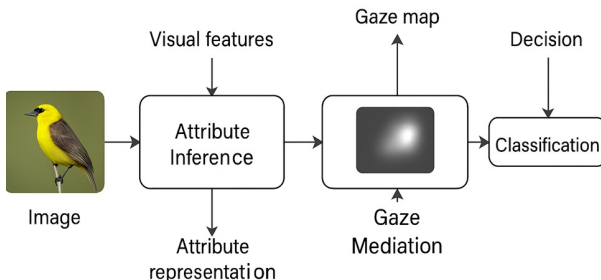 Visual features
Gaze map
Decision
Attribute
Inference
Classification
Image
Attribute
representation
Gaze
Mediation